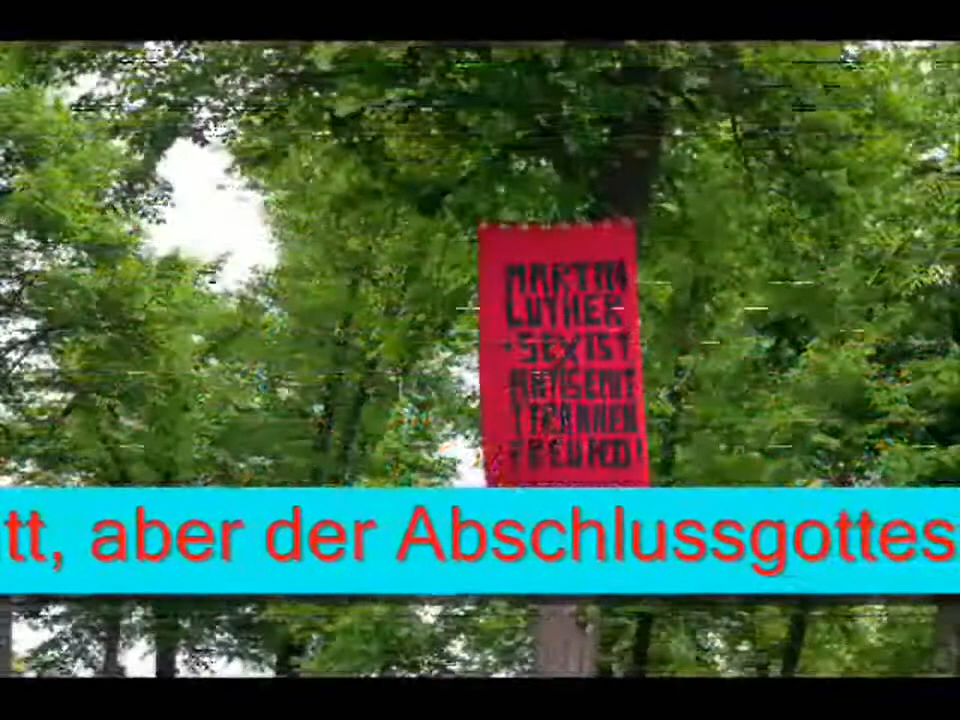 MARTIN
LUTHER
SEXIST
ANTISEMIT
TYRANNEN
FREUND!
tt, aber der Abschlussgottes